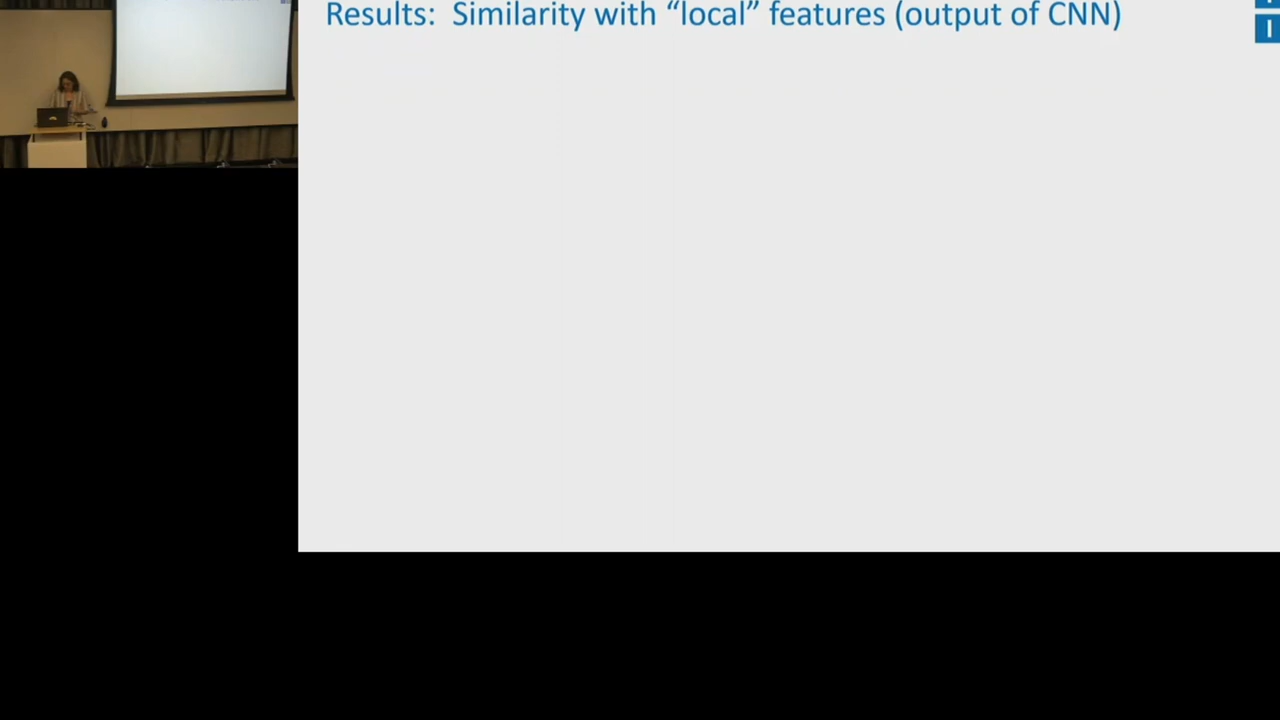 Results: Similarity with “local” features (output of CNN)
I